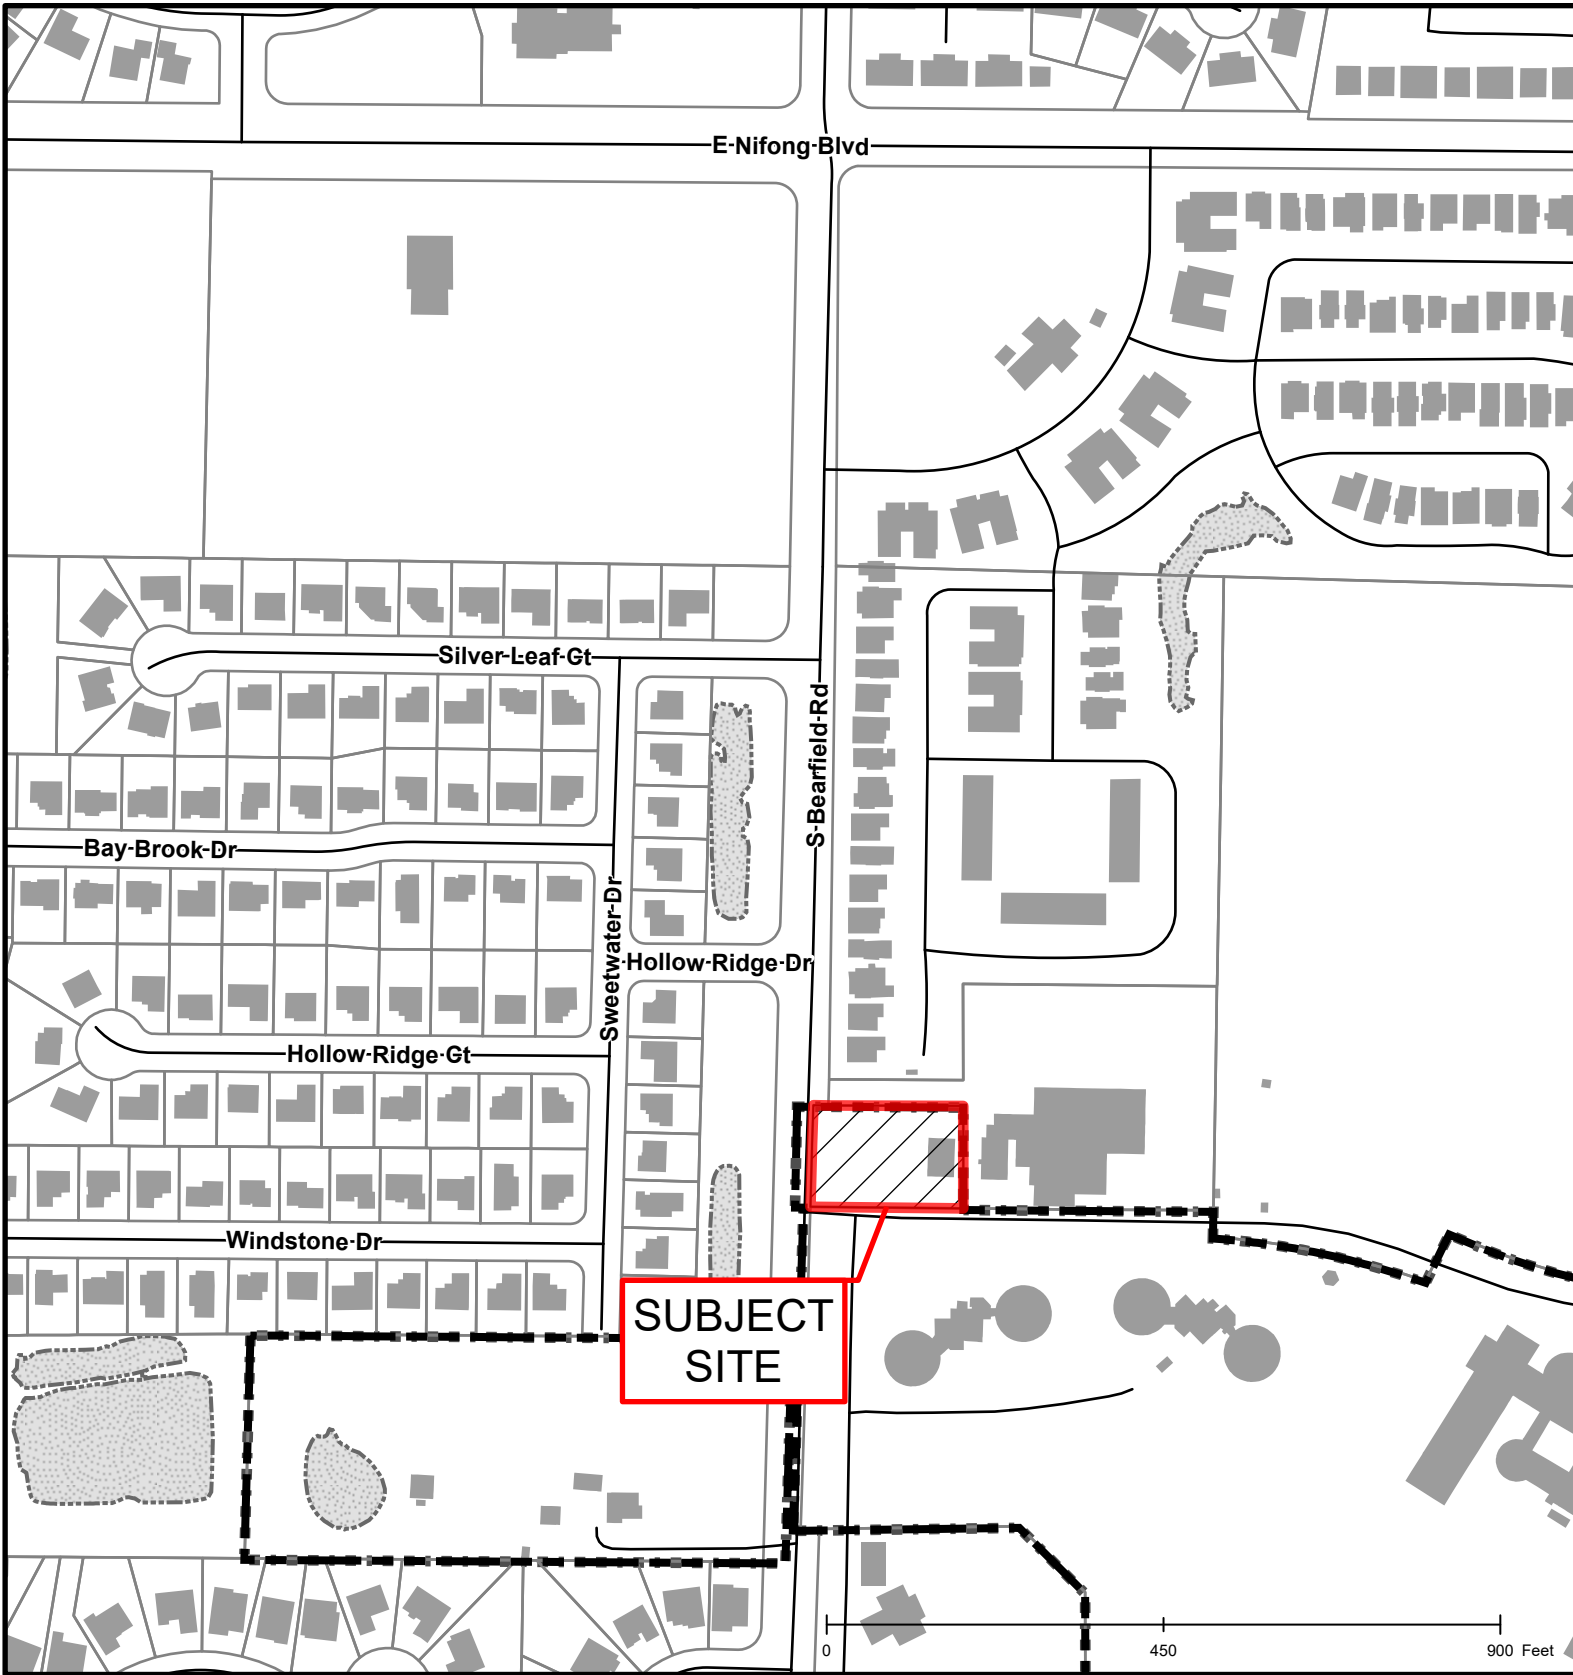 E-Nifong-Blvd
Silver-Leaf-Ct
S-Bearfield-Rd
Bay-Brook-Dr
Sweetwater-Dr
Hollow-Ridge-Dr
Hollow-Ridge-Ct
Windstone-Dr
SUBJECT
SITE
0 450 900 Feet